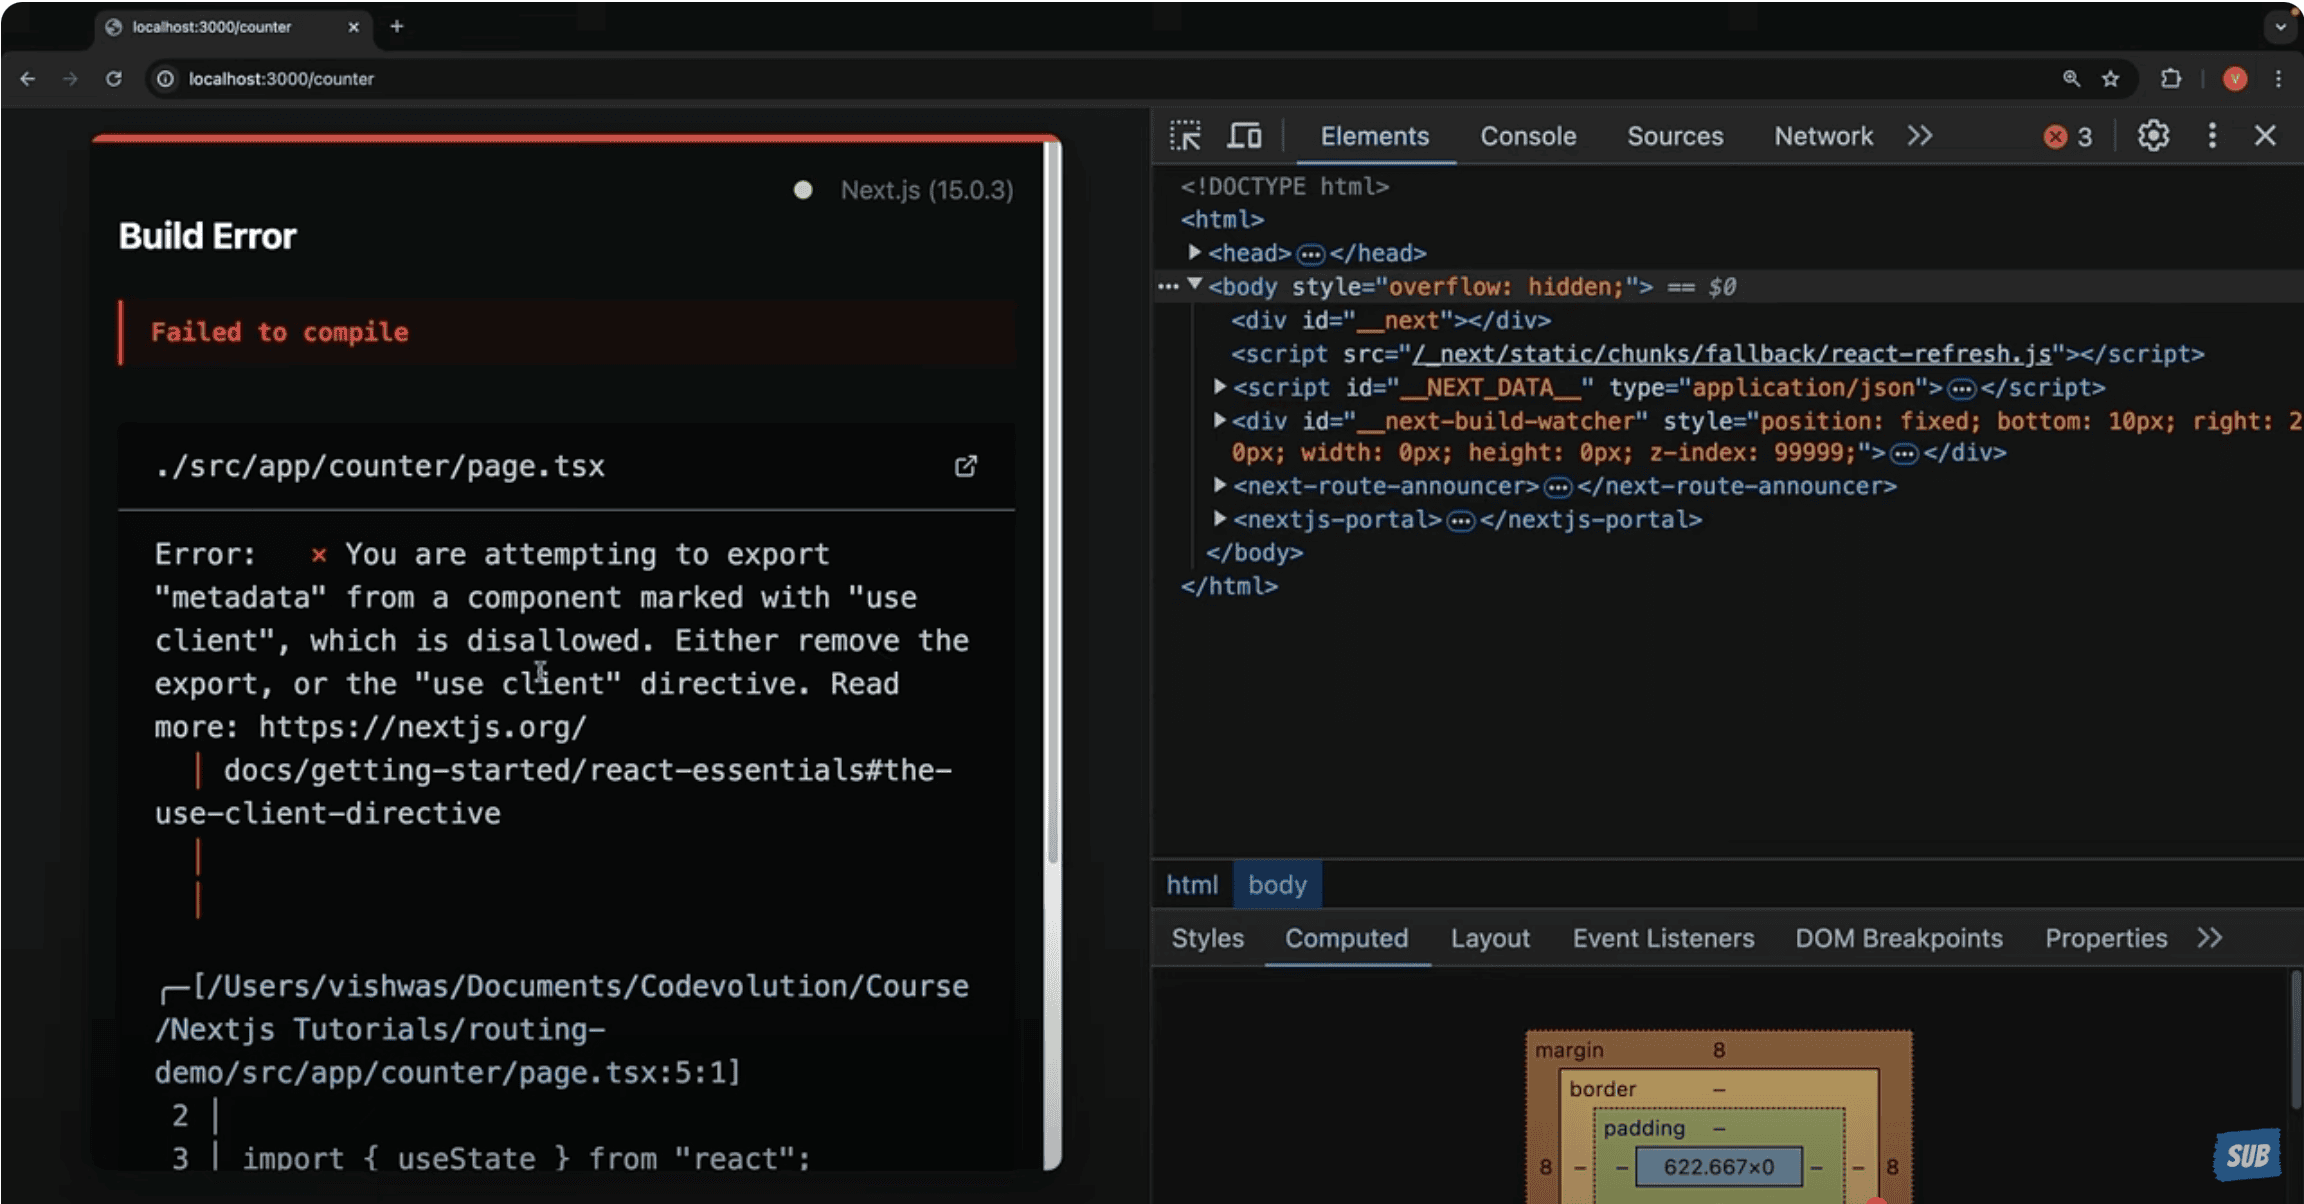 localhost:3000/counter
localhost:3000/counter
V
Next.js (15.0.3)
Build Error
Failed to compile
./src/app/counter/page.tsx
Error:   × You are attempting to export
"metadata" from a component marked with "use
client", which is disallowed. Either remove the
export, or the "use client" directive. Read
more: https://nextjs.org/
| docs/getting-started/react-essentials#the-
use-client-directive
|
|
╭─[/Users/vishwas/Documents/Codevolution/Course
/Nextjs Tutorials/routing-
demo/src/app/counter/page.tsx:5:1]
2 |
3 | import { useState } from "react";
Elements Console Sources Network >> 3
<!DOCTYPE html>
<html>
<head>…</head>
<body style="overflow: hidden;"> == $0
<div id="__next"></div>
<script src="/_next/static/chunks/fallback/react-refresh.js"></script>
<script id="__NEXT_DATA__" type="application/json">…</script>
<div id="__next-build-watcher" style="position: fixed; bottom: 10px; right: 2
0px; width: 0px; height: 0px; z-index: 99999;">…</div>
<next-route-announcer>…</next-route-announcer>
<nextjs-portal>…</nextjs-portal>
</body>
</html>
html body
Styles Computed Layout Event Listeners DOM Breakpoints Properties >>
margin 8
border –
padding –
8 – – 622.667×0 – – 8
SUB